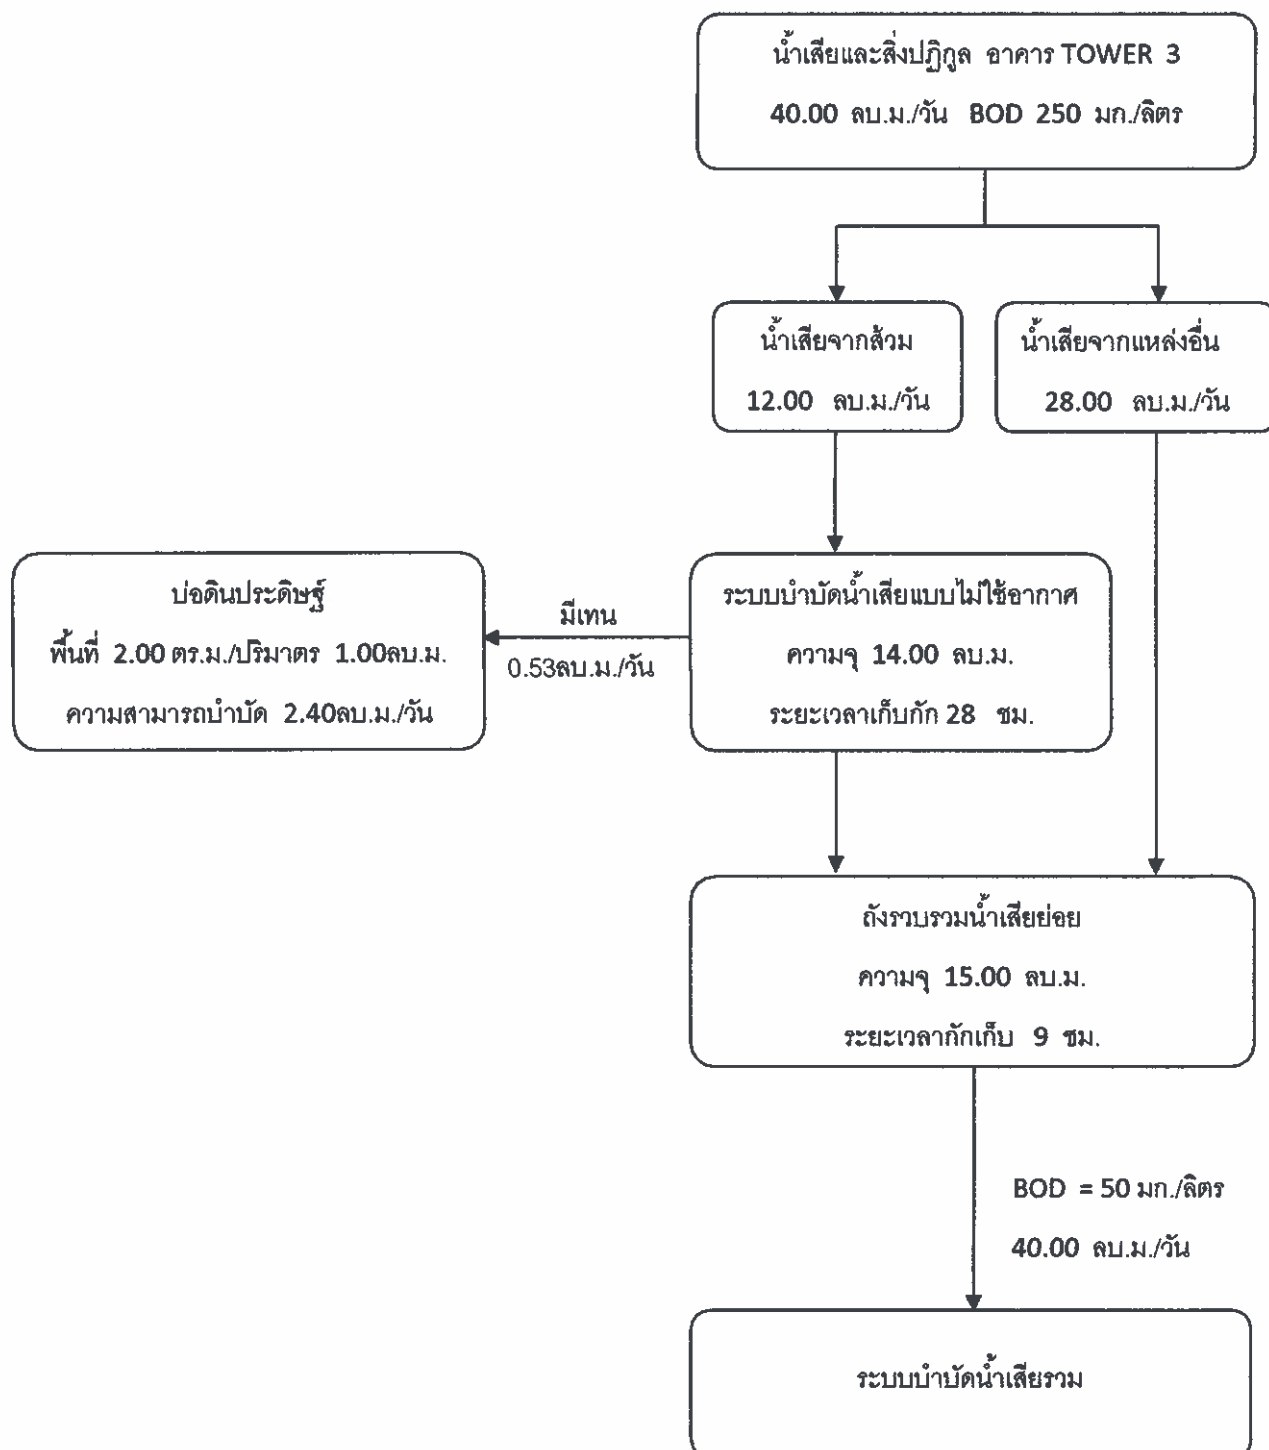 น้ำเสียและสิ่งปฏิกูล อาคาร TOWER 3
40.00 ลบ.ม./วัน BOD 250 มก./ลิตร
น้ำเสียจากส้วม
12.00 ลบ.ม./วัน
น้ำเสียจากแหล่งอื่น
28.00 ลบ.ม./วัน
บ่อดินประดิษฐ์
พื้นที่ 2.00 ตร.ม./ปริมาตร 1.00ลบ.ม.
ความสามารถบำบัด 2.40ลบ.ม./วัน
มีเทน
0.53ลบ.ม./วัน
ระบบบำบัดน้ำเสียแบบไม่ใช้อากาศ
ความจุ 14.00 ลบ.ม.
ระยะเวลาเก็บกัก 28 ชม.
ถังรวบรวมน้ำเสียย่อย
ความจุ 15.00 ลบ.ม.
ระยะเวลากักเก็บ 9 ชม.
BOD = 50 มก./ลิตร
40.00 ลบ.ม./วัน
ระบบบำบัดน้ำเสียรวม